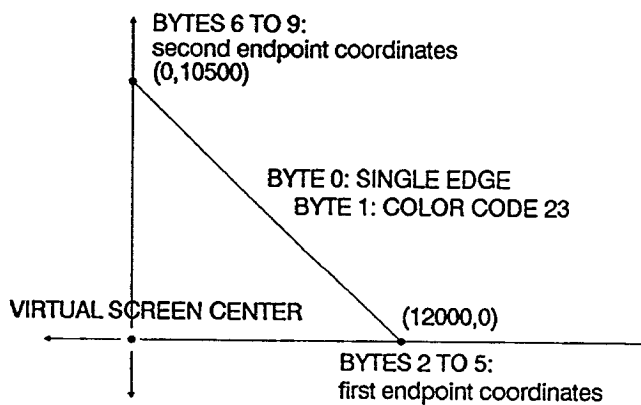 BYTES 6 TO 9:
second endpoint coordinates
(0,10500)
BYTE 0: SINGLE EDGE
BYTE 1: COLOR CODE 23
VIRTUAL SCREEN CENTER
(12000,0)
BYTES 2 TO 5:
first endpoint coordinates